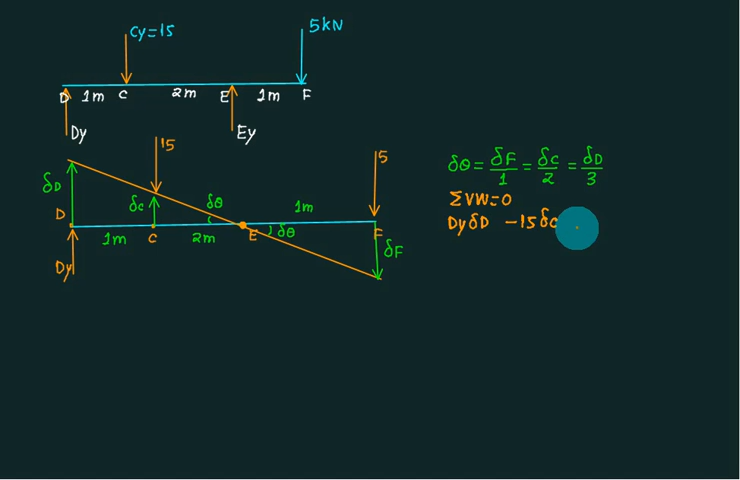 Cy=15
5kN
D 1m C 2m E 1m F
Dy Ey
15
5
δD
δc
δθ
1m
D
1m C 2m E δθ F
Dy
δF
δθ = δF/1 = δc/2 = δD/3
ΣVW=0
DyδD -15δc